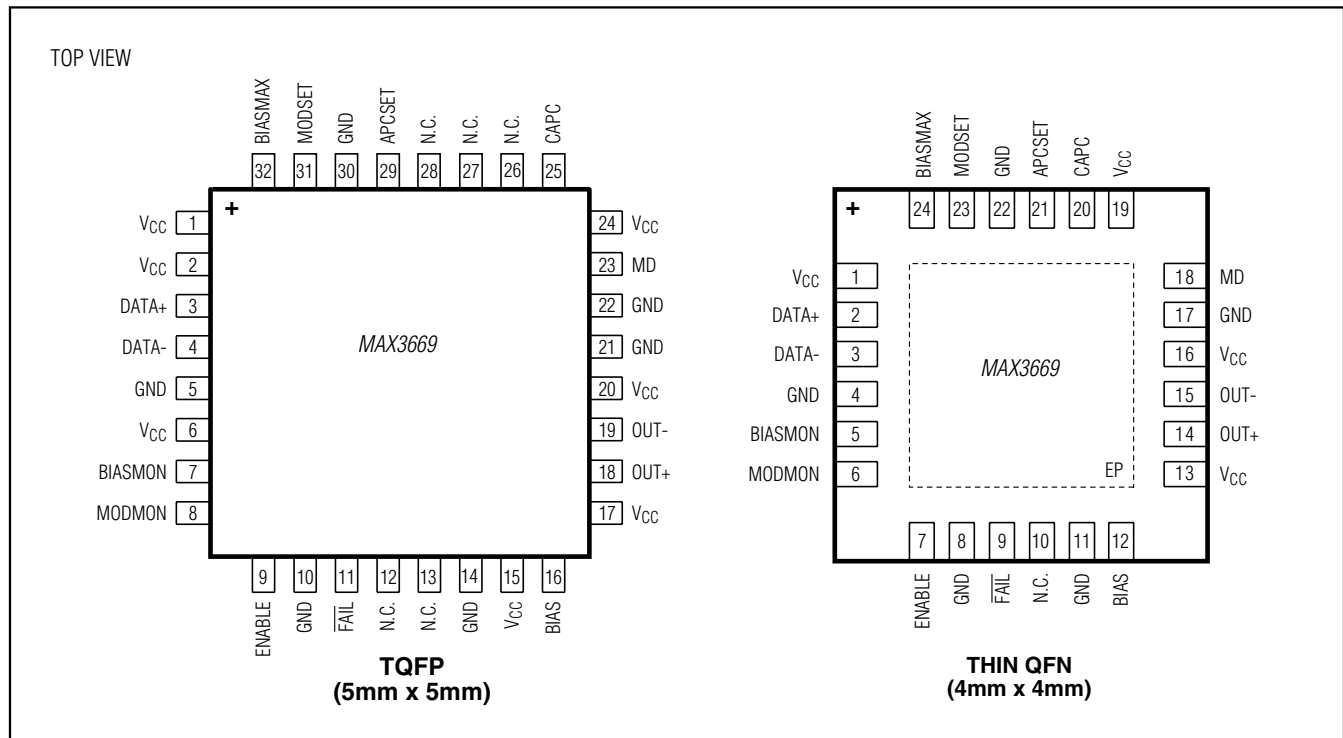 TOP VIEW
BIASMAX MODSET GND APCSET N.C. N.C. N.C. CAPC
32 31 30 29 28 27 26 25
+
VCC 1
VCC 2
DATA+ 3
DATA- 4
GND 5
VCC 6
BIASMON 7
MODMON 8
MAX3669
24 VCC
23 MD
22 GND
21 GND
20 VCC
19 OUT-
18 OUT+
17 VCC
9 10 11 12 13 14 15 16
ENABLE GND FAIL N.C. N.C. GND VCC BIAS
TQFP
(5mm x 5mm)
BIASMAX MODSET GND APCSET CAPC VCC
24 23 22 21 20 19
+
VCC 1
DATA+ 2
DATA- 3
GND 4
BIASMON 5
MODMON 6
MAX3669
EP
18 MD
17 GND
16 VCC
15 OUT-
14 OUT+
13 VCC
7 8 9 10 11 12
ENABLE GND FAIL N.C. GND BIAS
THIN QFN
(4mm x 4mm)